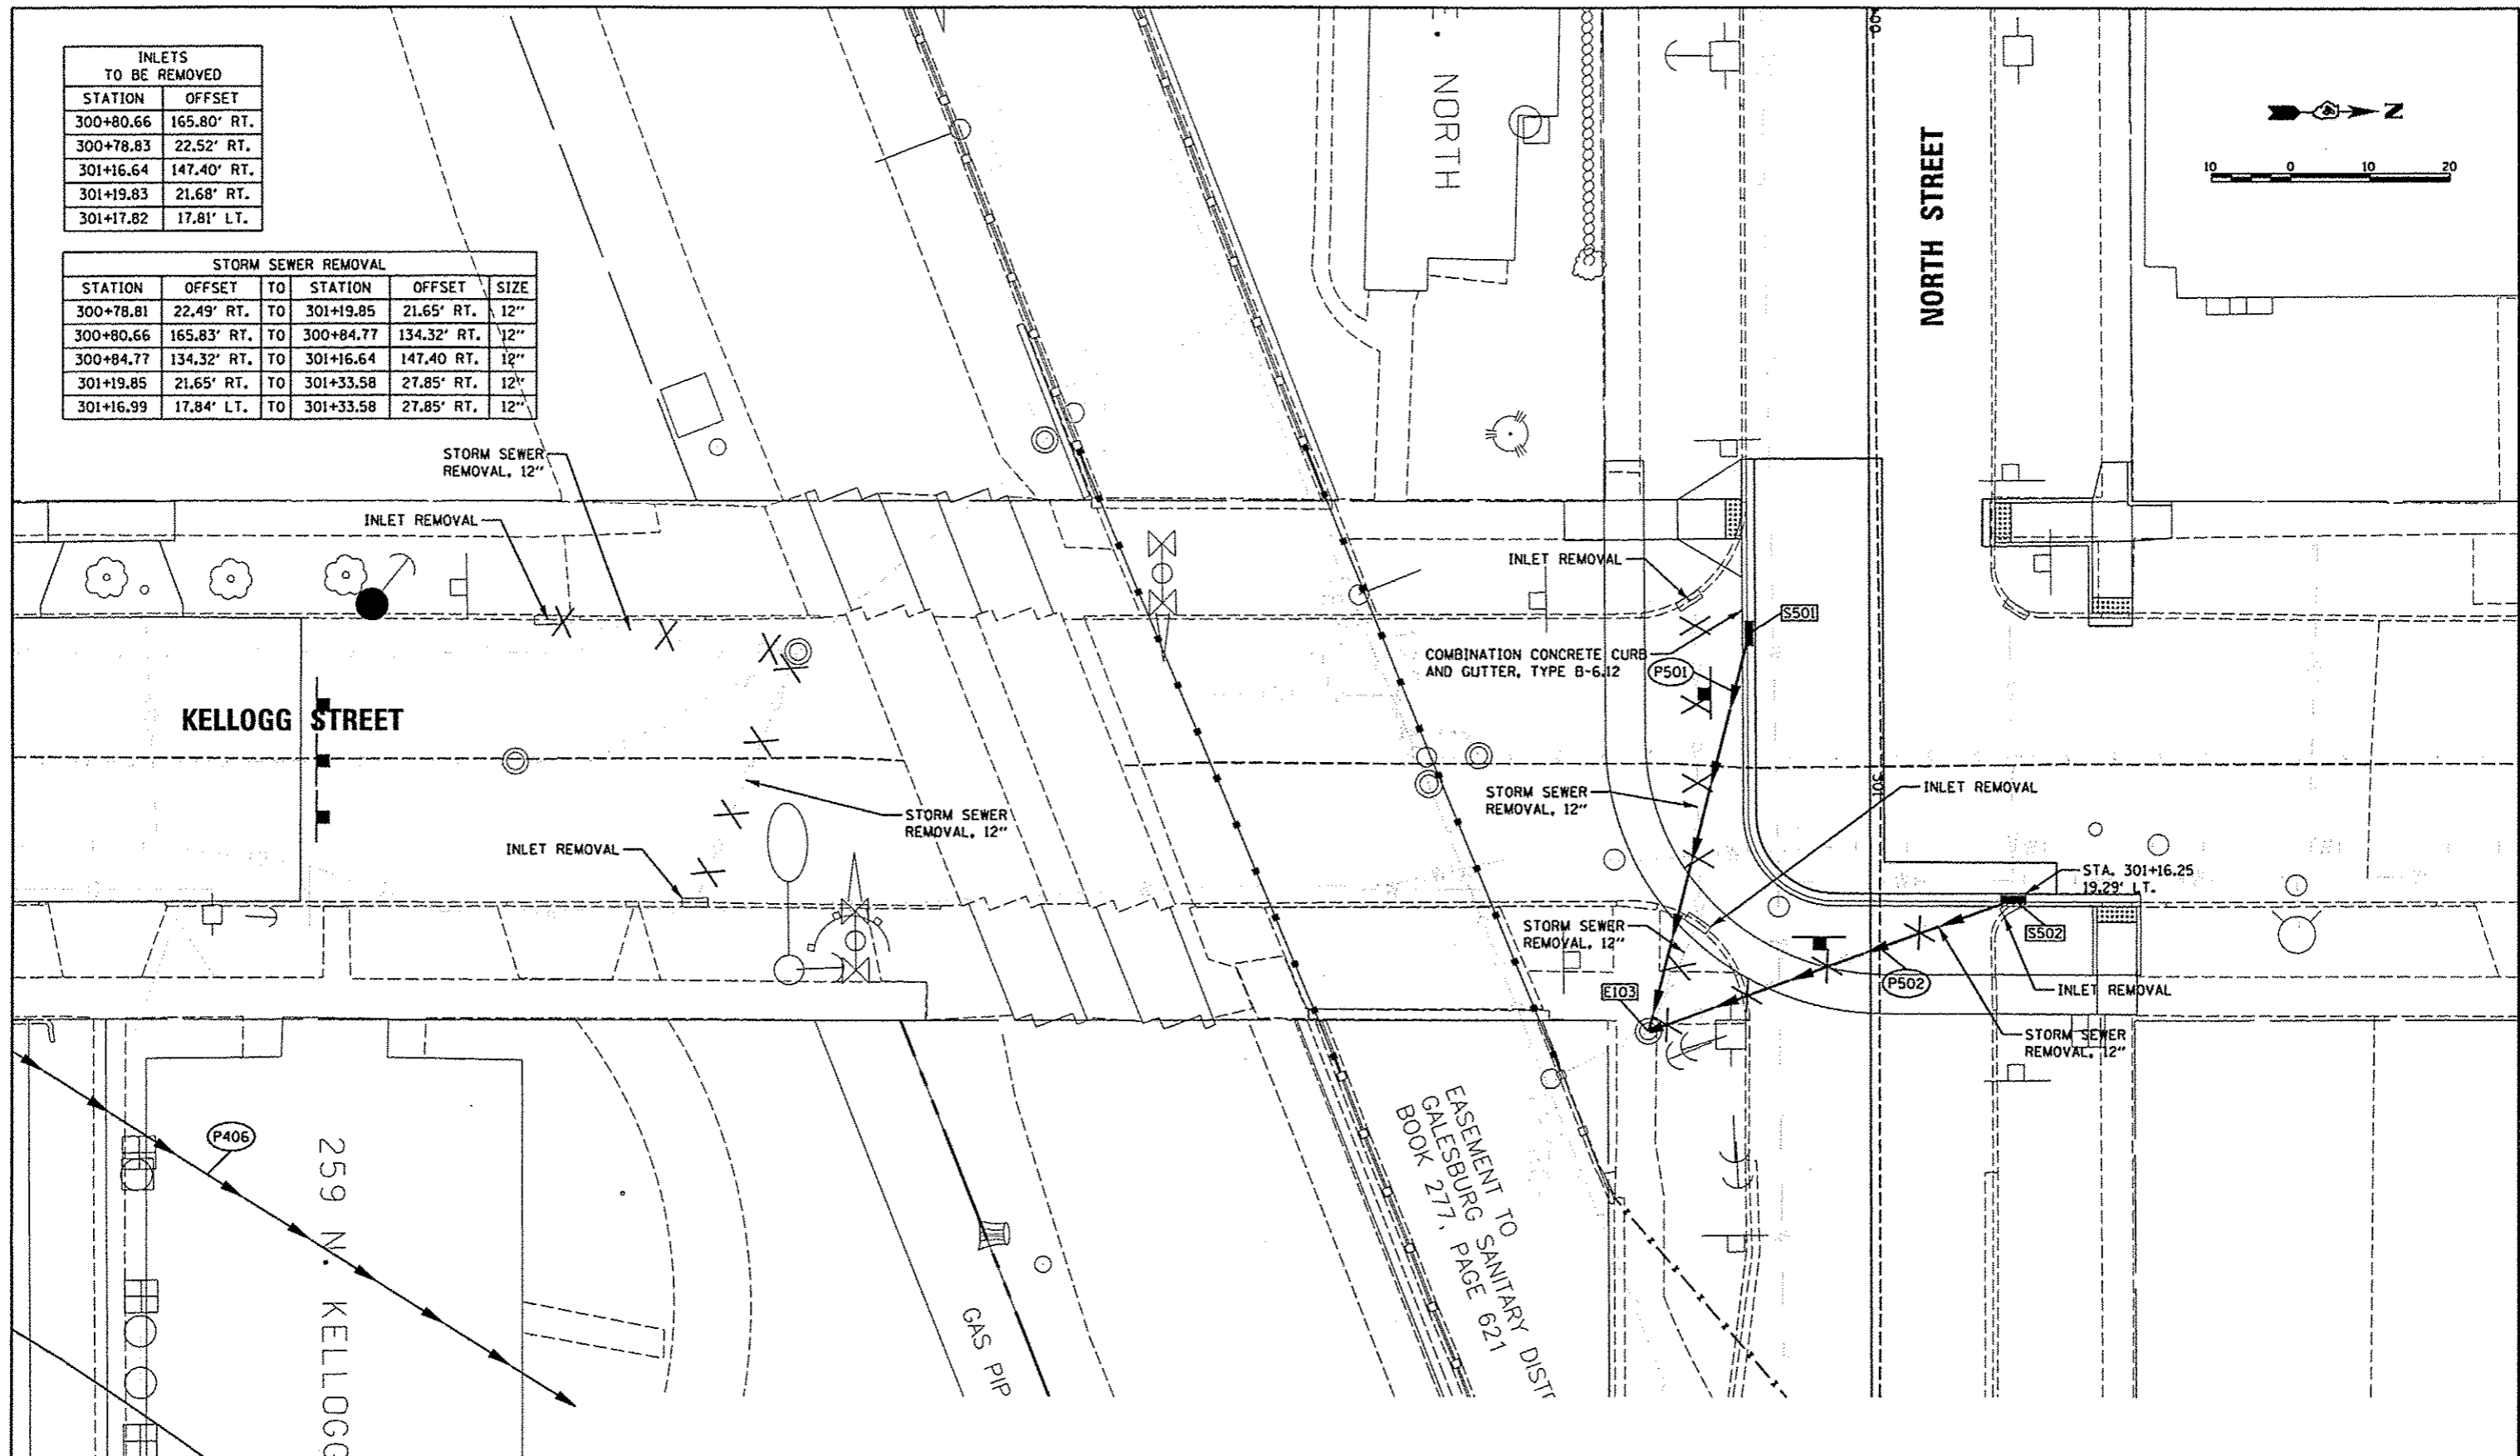 INLETS
TO BE REMOVED
STATION OFFSET
300+80.66 165.80' RT.
300+78.83 22.52' RT.
301+16.64 147.40' RT.
301+19.83 21.68' RT.
301+17.82 17.81' LT.
STORM SEWER REMOVAL
STATION OFFSET TO STATION OFFSET SIZE
300+78.81 22.49' RT. TO 301+19.85 21.65' RT. 12"
300+80.66 165.83' RT. TO 300+84.77 134.32' RT. 12"
300+84.77 134.32' RT. TO 301+16.64 147.40 RT. 12"
301+19.85 21.65' RT. TO 301+33.58 27.85' RT. 12"
301+16.99 17.84' LT. TO 301+33.58 27.85' RT. 12"
NORTH
NORTH STREET
N
10 0 10 20
STORM SEWER
REMOVAL, 12"
INLET REMOVAL
INLET REMOVAL
S501
COMBINATION CONCRETE CURB
AND GUTTER, TYPE B-6.12
P501
KELLOGG STREET
STORM SEWER
REMOVAL, 12"
STORM SEWER
REMOVAL, 12"
301
INLET REMOVAL
INLET REMOVAL
STA. 301+16.25
19.29' LT.
STORM SEWER
REMOVAL, 12"
S502
E103
P502
INLET REMOVAL
STORM SEWER
REMOVAL, 12"
P406
259 N. KELLOGG
GAS PIP
EASEMENT TO
GALESBURG SANITARY DISTR
BOOK 277, PAGE 621